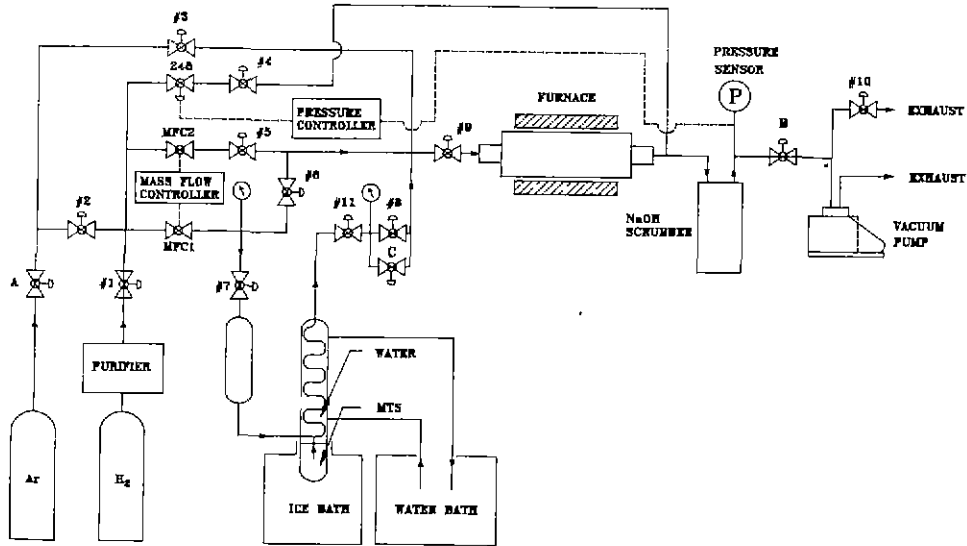 #3
PRESSURE
SENSOR
248
#4
#10
P
EXHAUST
FURNACE
PRESSURE
CONTROLLER
MFC2
#5
#9
B
MASS FLOW
CONTROLLER
#6
EXHAUST
#2
#11
#8
NaOH
SCRUBBER
VACUUM
PUMP
MFC1
C
A
#1
#7
PURIFIER
WATER
MTS
Ar
H2
ICE BATH
WATER BATH